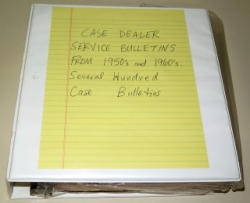 CASE DEALER
SERVICE BULLETINS
FROM 1950's and 1960's.
Several Hundred
Case Bulletins